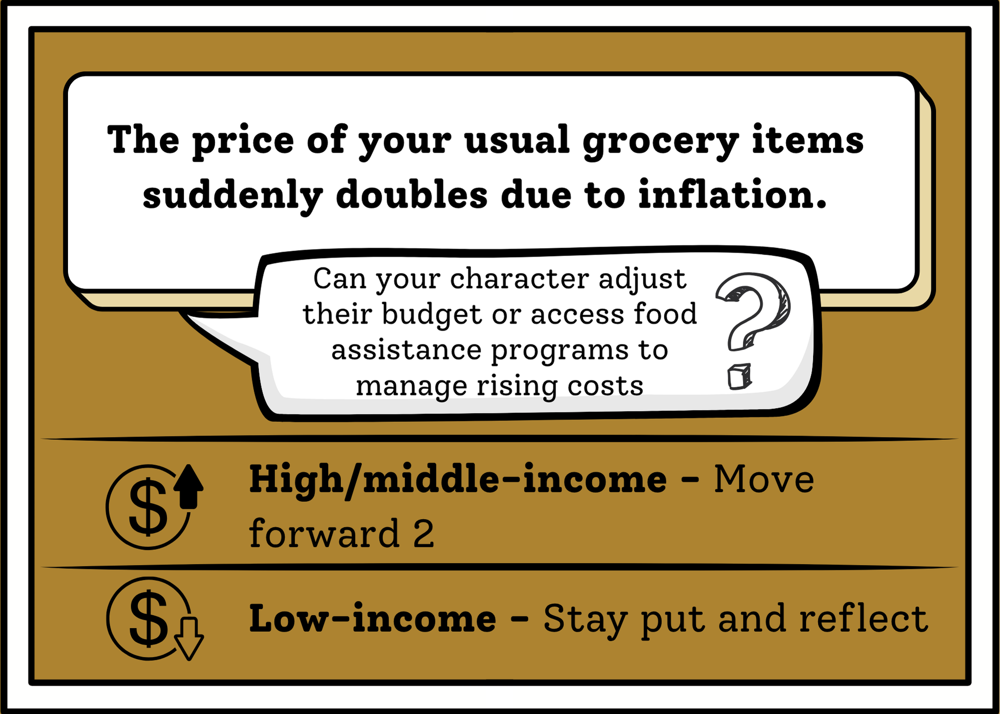 The price of your usual grocery items
suddenly doubles due to inflation.
Can your character adjust
their budget or access food
assistance programs to
manage rising costs
?
$
High/middle-income - Move
forward 2
$
Low-income - Stay put and reflect